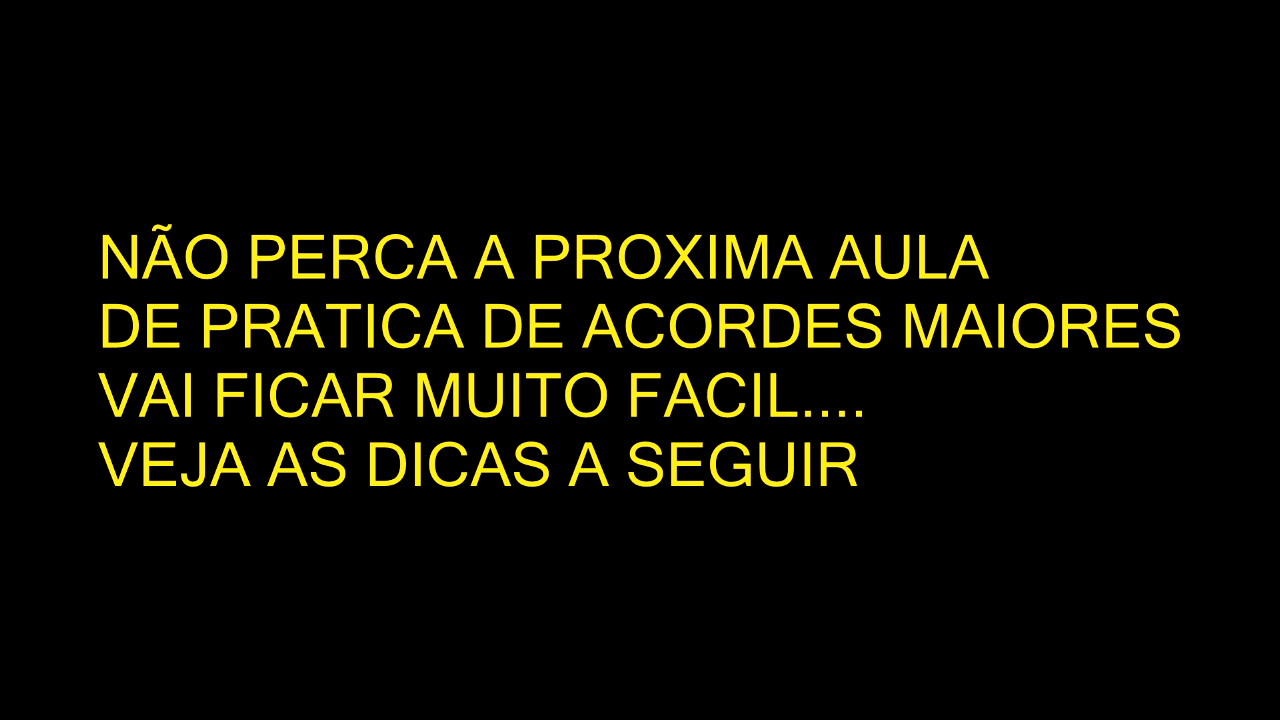 NÃO PERCA A PROXIMA AULA
DE PRATICA DE ACORDES MAIORES
VAI FICAR MUITO FACIL....
VEJA AS DICAS A SEGUIR